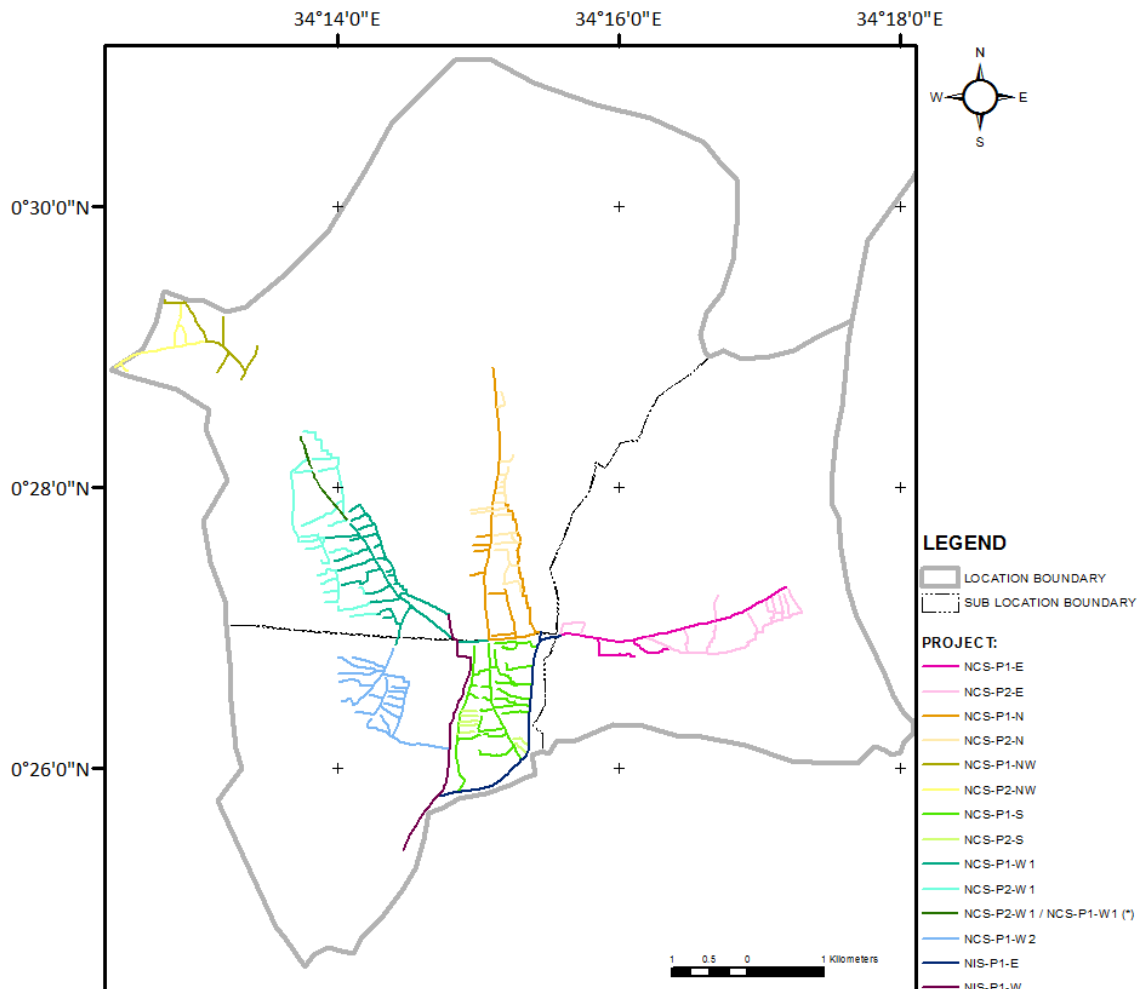 34°14'0"E 34°16'0"E 34°18'0"E
N
W E
S
0°30'0"N
0°28'0"N
0°26'0"N
LEGEND
LOCATION BOUNDARY
SUB LOCATION BOUNDARY
PROJECT:
NCS-P1-E
NCS-P2-E
NCS-P1-N
NCS-P2-N
NCS-P1-NW
NCS-P2-NW
NCS-P1-S
NCS-P2-S
NCS-P1-W1
NCS-P2-W1
NCS-P2-W1 / NCS-P1-W1 (*)
NCS-P1-W2
NIS-P1-E
NIS-P1-W
1 0.5 0 1 Kilometers